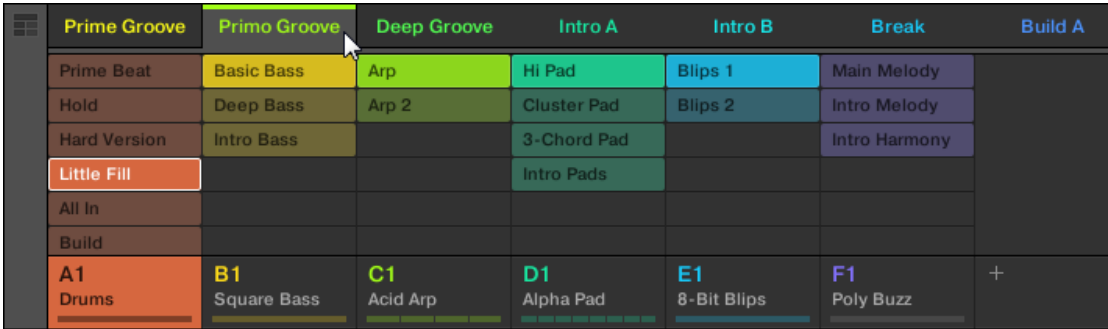 Prime Groove Primo Groove Deep Groove Intro A Intro B Break Build A
Prime Beat Basic Bass Arp Hi Pad Blips 1 Main Melody
Hold Deep Bass Arp 2 Cluster Pad Blips 2 Intro Melody
Hard Version Intro Bass 3-Chord Pad Intro Harmony
Little Fill Intro Pads
All In
Build
A1 B1 C1 D1 E1 F1 +
Drums Square Bass Acid Arp Alpha Pad 8-Bit Blips Poly Buzz